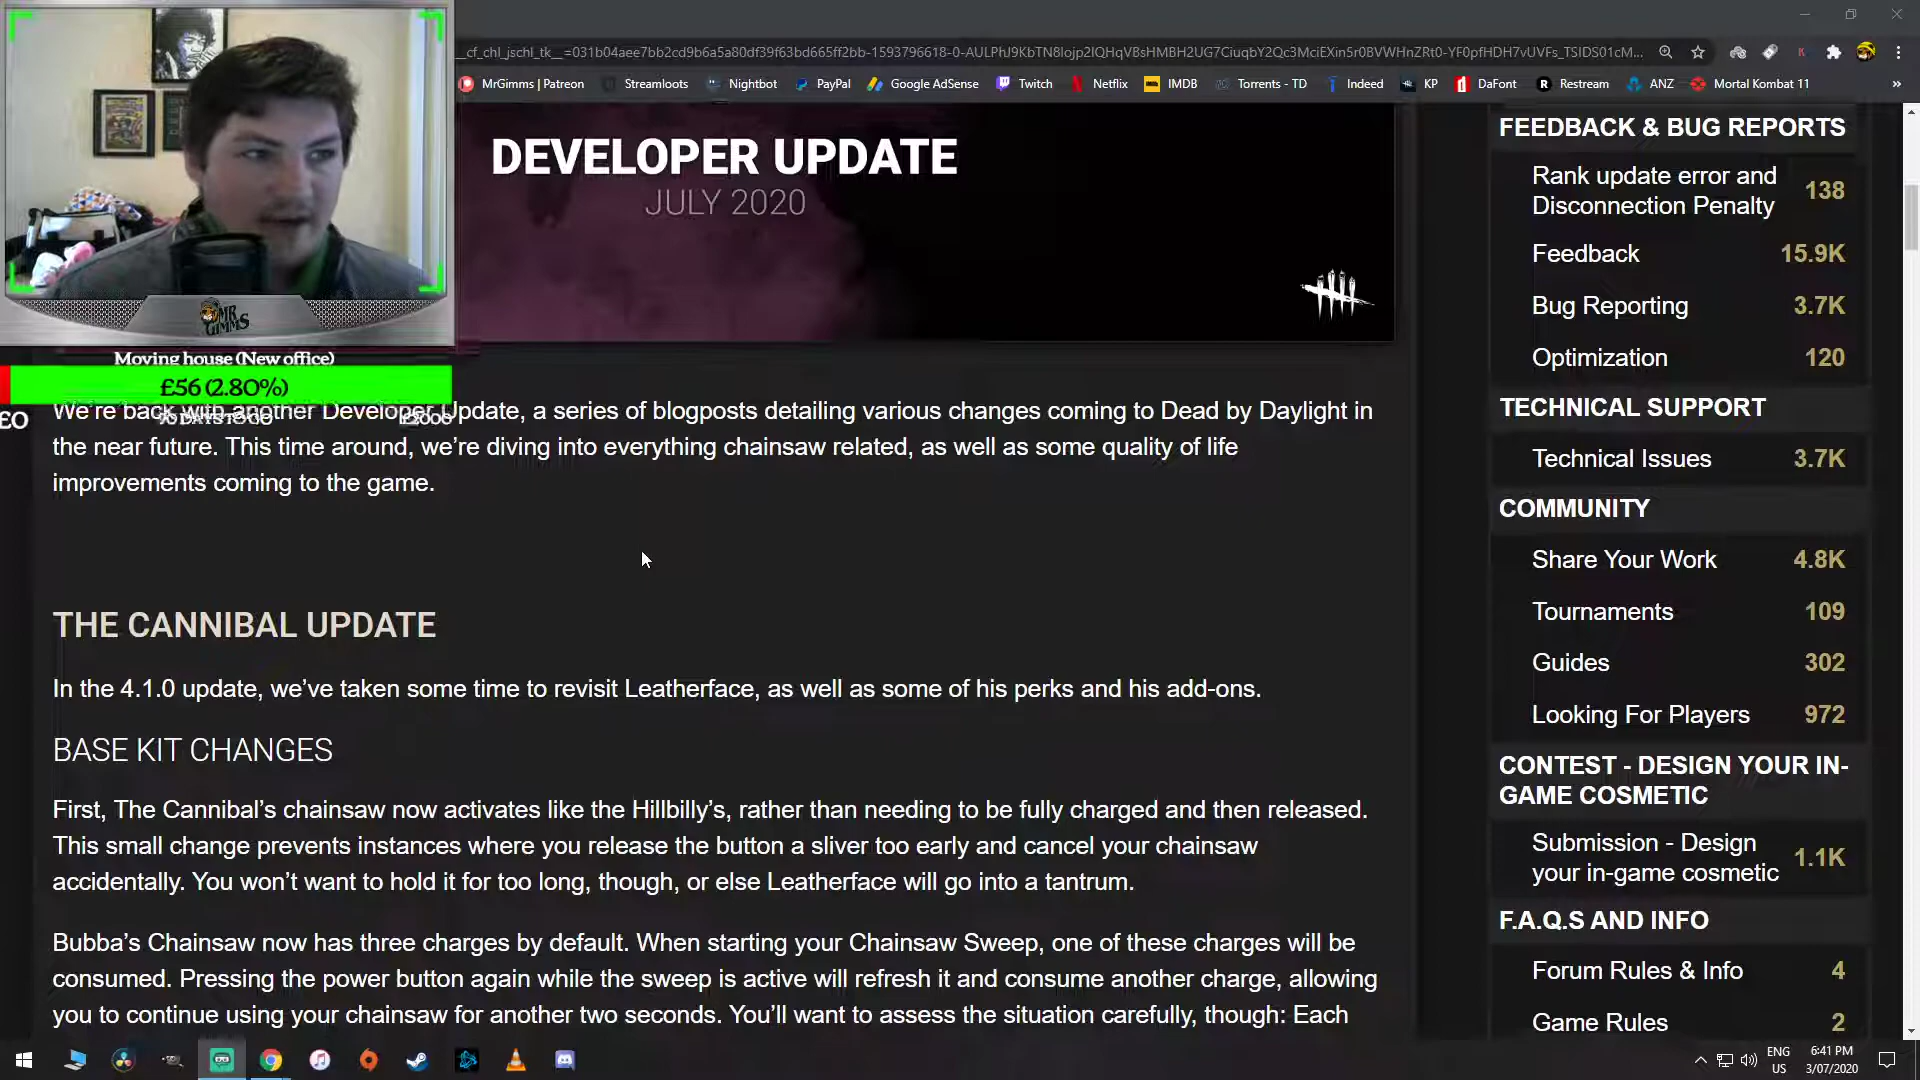 _cf_chl_jschl_tk__=031b04aee7bb2cd9b6a5a80df39f63bd665ff2bb-1593796618-0-
MrGimms | Patreon
Streamloots
Nightbot
PayPal
Google AdSense
Twitch
Netflix
IMDB
Torrents - TD
Indeed
KP
DaFont
Restream
ANZ
Mortal Kombat 11
»
DEVELOPER UPDATE
JULY 2020
MR
GIMMS
Moving house (New office)
£56 (2.80%)
£0
£2000
We're back with another Developer Update, a series of blogposts detailing various changes coming to Dead by Daylight in
the near future. This time around, we're diving into everything chainsaw related, as well as some quality of life
improvements coming to the game.
THE CANNIBAL UPDATE
In the 4.1.0 update, we've taken some time to revisit Leatherface, as well as some of his perks and his add-ons.
BASE KIT CHANGES
First, The Cannibal's chainsaw now activates like the Hillbilly's, rather than needing to be fully charged and then released.
This small change prevents instances where you release the button a sliver too early and cancel your chainsaw
accidentally. You won't want to hold it for too long, though, or else Leatherface will go into a tantrum.
Bubba's Chainsaw now has three charges by default. When starting your Chainsaw Sweep, one of these charges will be
consumed. Pressing the power button again while the sweep is active will refresh it and consume another charge, allowing
you to continue using your chainsaw for another two seconds. You'll want to assess the situation carefully, though: Each
FEEDBACK & BUG REPORTS
Rank update error and
Disconnection Penalty 138
Feedback 15.9K
Bug Reporting 3.7K
Optimization 120
TECHNICAL SUPPORT
Technical Issues 3.7K
COMMUNITY
Share Your Work 4.8K
Tournaments 109
Guides 302
Looking For Players 972
CONTEST - DESIGN YOUR IN-
GAME COSMETIC
Submission - Design
your in-game cosmetic 1.1K
F.A.Q.S AND INFO
Forum Rules & Info 4
Game Rules 2
ENG
US
6:41 PM
3/07/2020